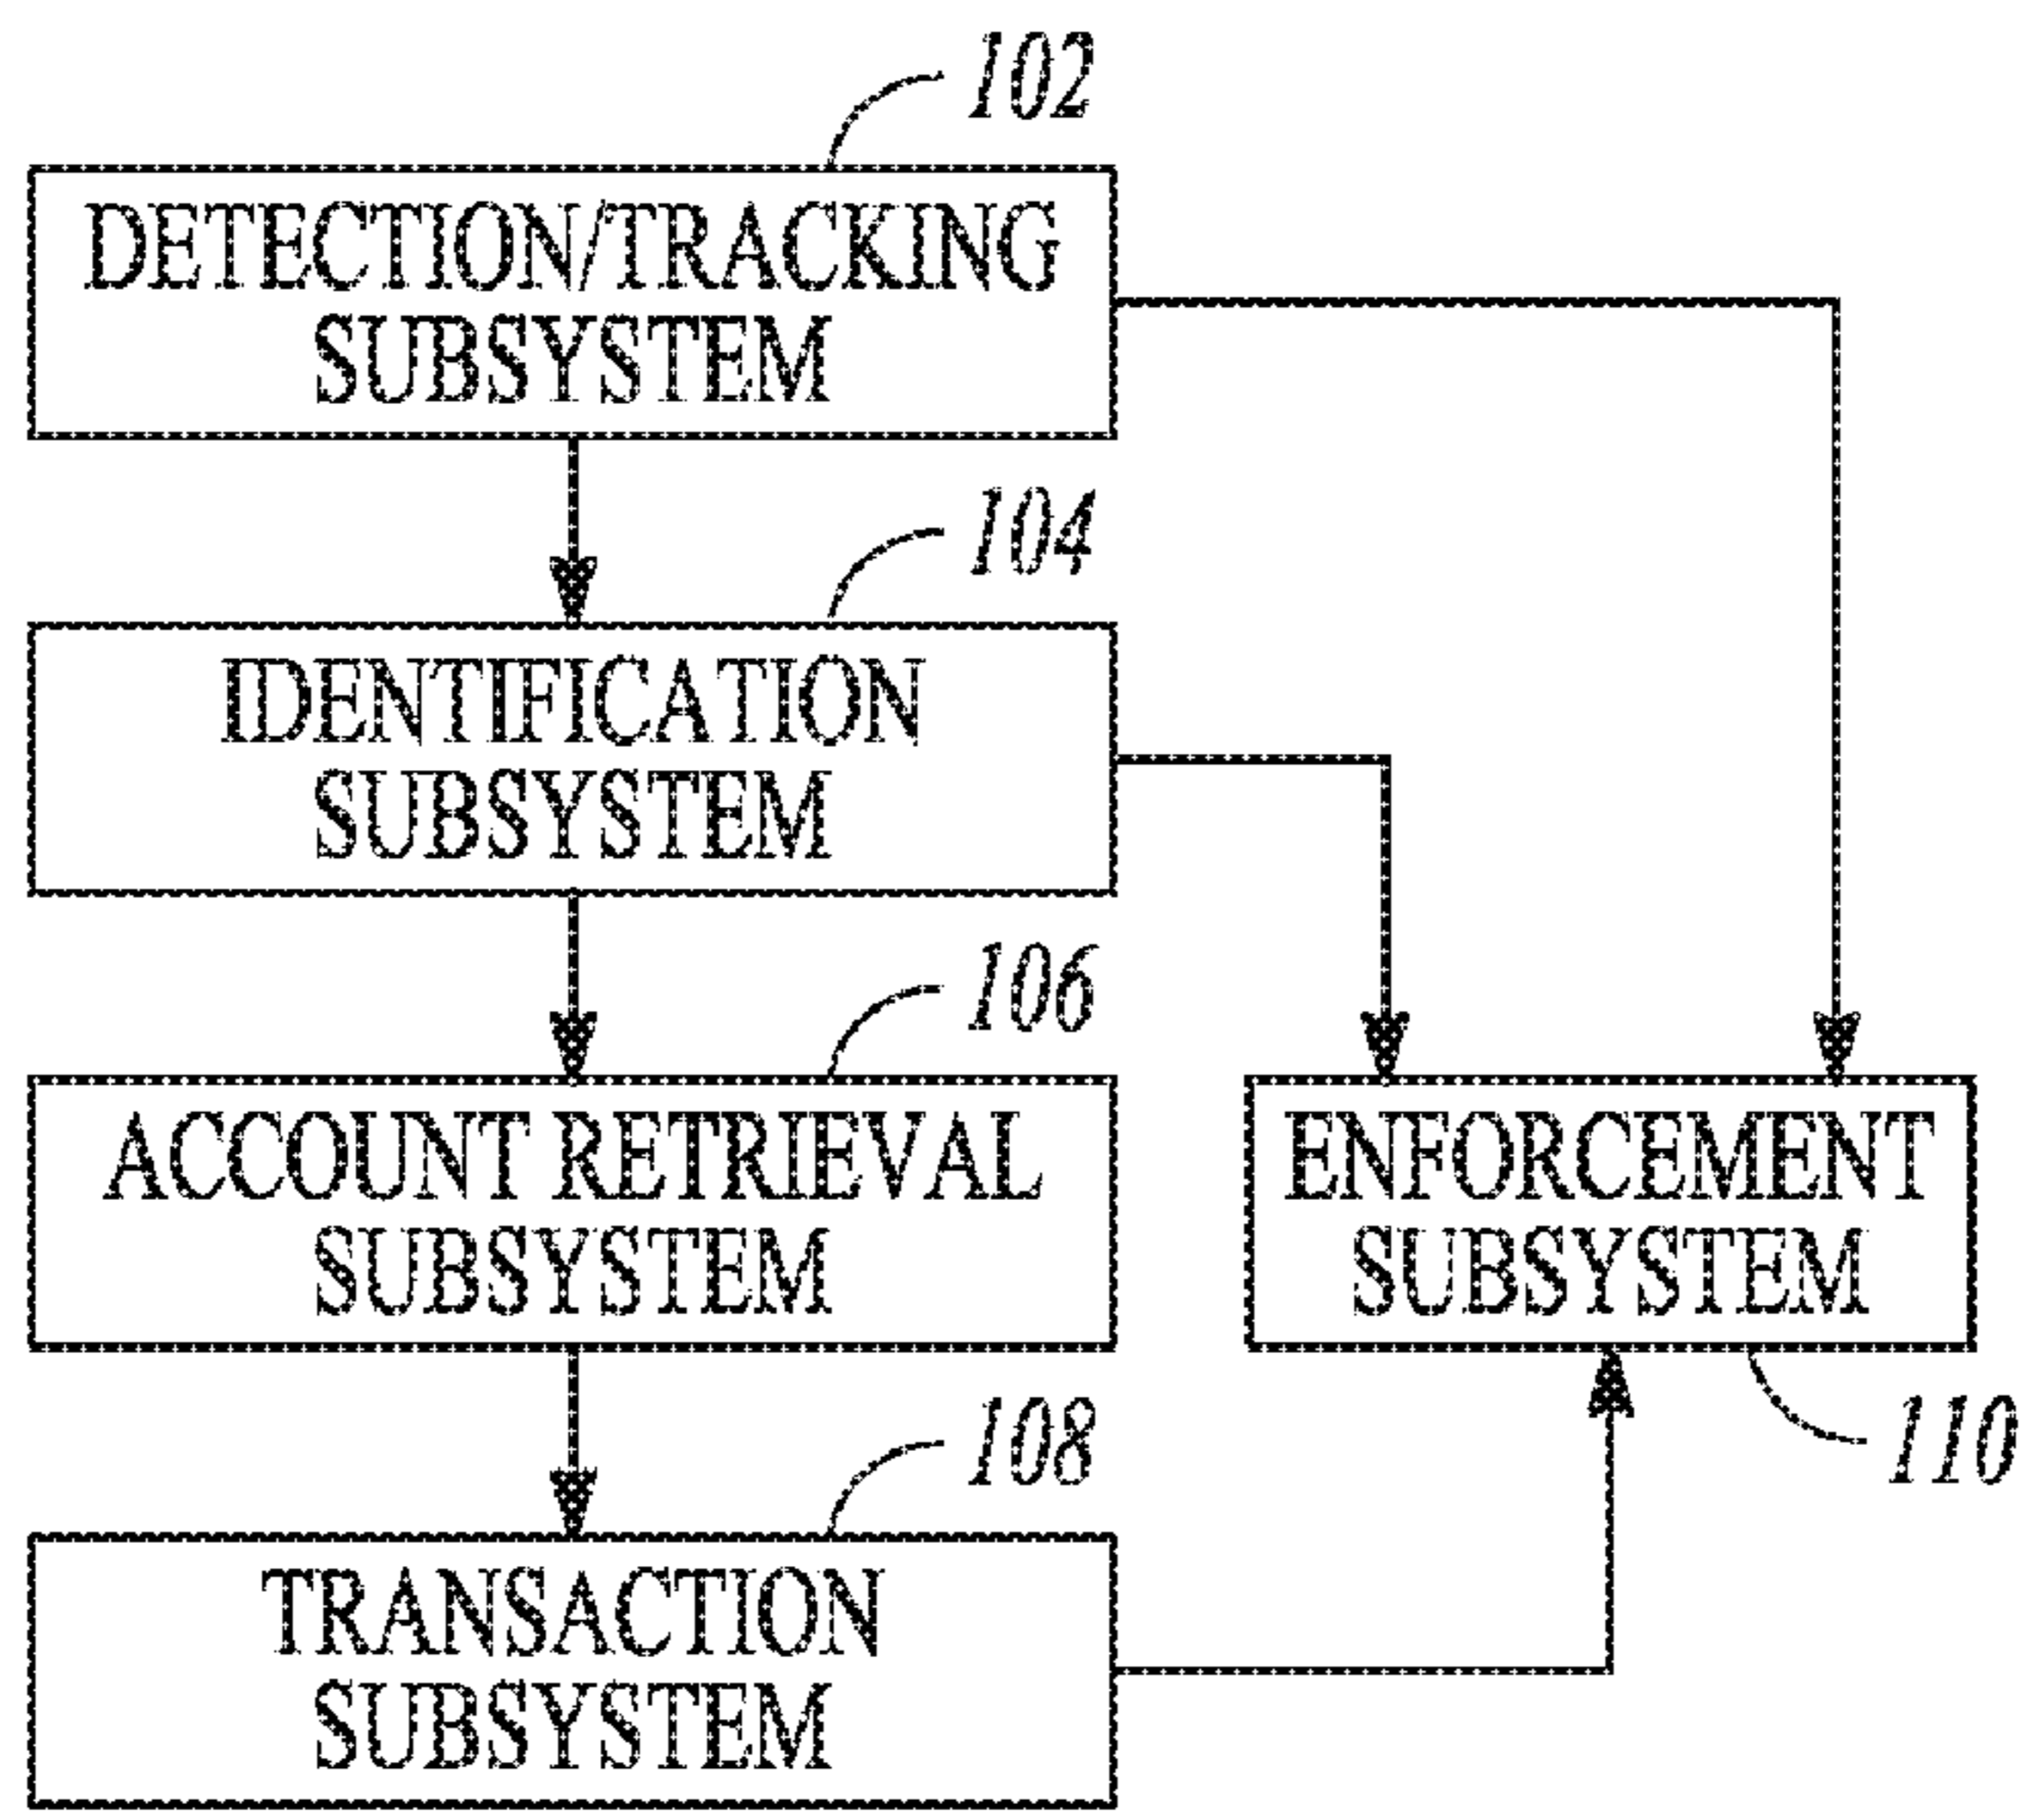 102
DETECTION/TRACKING
SUBSYSTEM
104
IDENTIFICATION
SUBSYSTEM
106
ACCOUNT RETRIEVAL
SUBSYSTEM
ENFORCEMENT
SUBSYSTEM
108
110
TRANSACTION
SUBSYSTEM